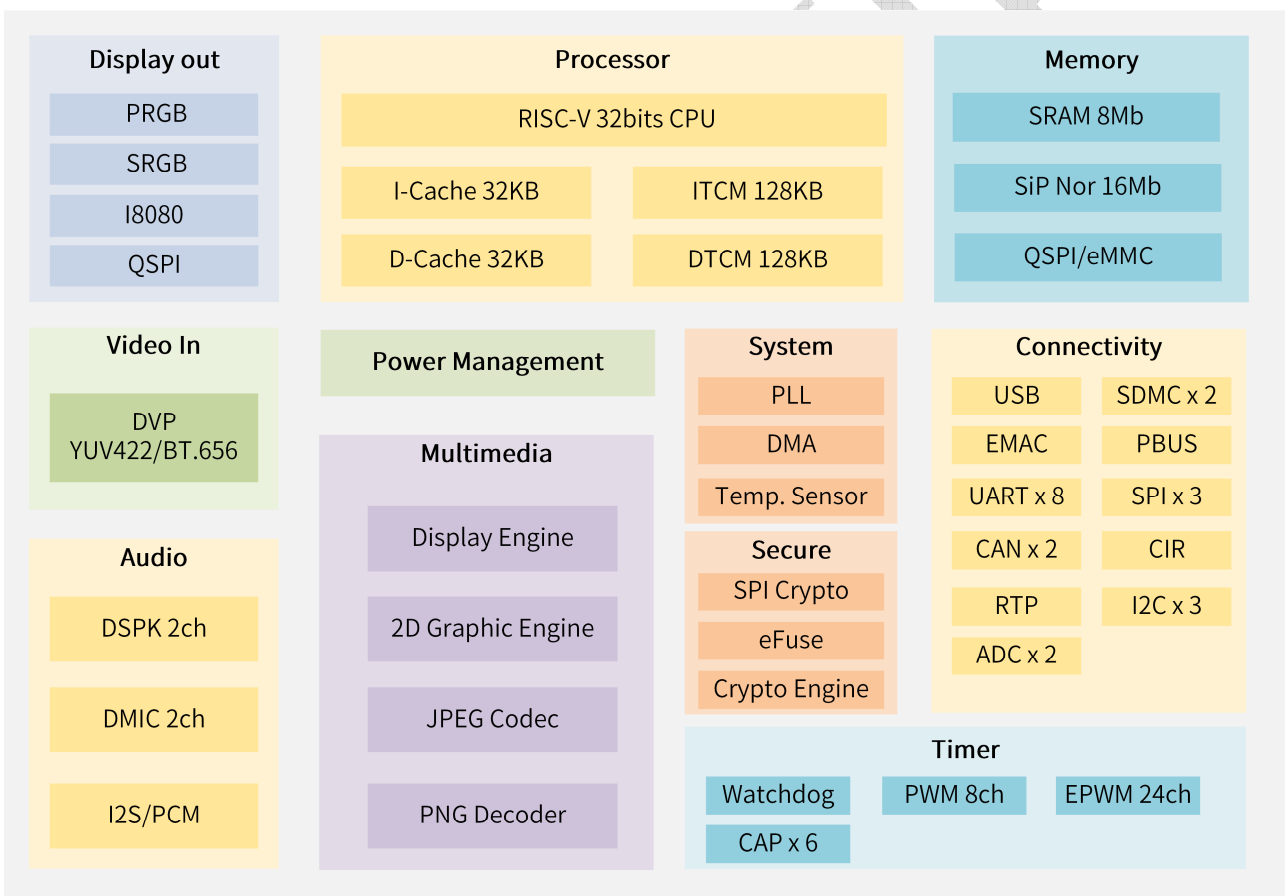 Display out
PRGB
SRGB
I8080
QSPI
Processor
RISC-V 32bits CPU
I-Cache 32KB
ITCM 128KB
D-Cache 32KB
DTCM 128KB
Memory
SRAM 8Mb
SiP Nor 16Mb
QSPI/eMMC
Video In
DVP
YUV422/BT.656
Audio
DSPK 2ch
DMIC 2ch
I2S/PCM
Power Management
Multimedia
Display Engine
2D Graphic Engine
JPEG Codec
PNG Decoder
System
PLL
DMA
Temp. Sensor
Secure
SPI Crypto
eFuse
Crypto Engine
Connectivity
USB
SDMC x 2
EMAC
PBUS
UART x 8
SPI x 3
CAN x 2
CIR
RTP
I2C x 3
ADC x 2
Timer
Watchdog
PWM 8ch
EPWM 24ch
CAP x 6